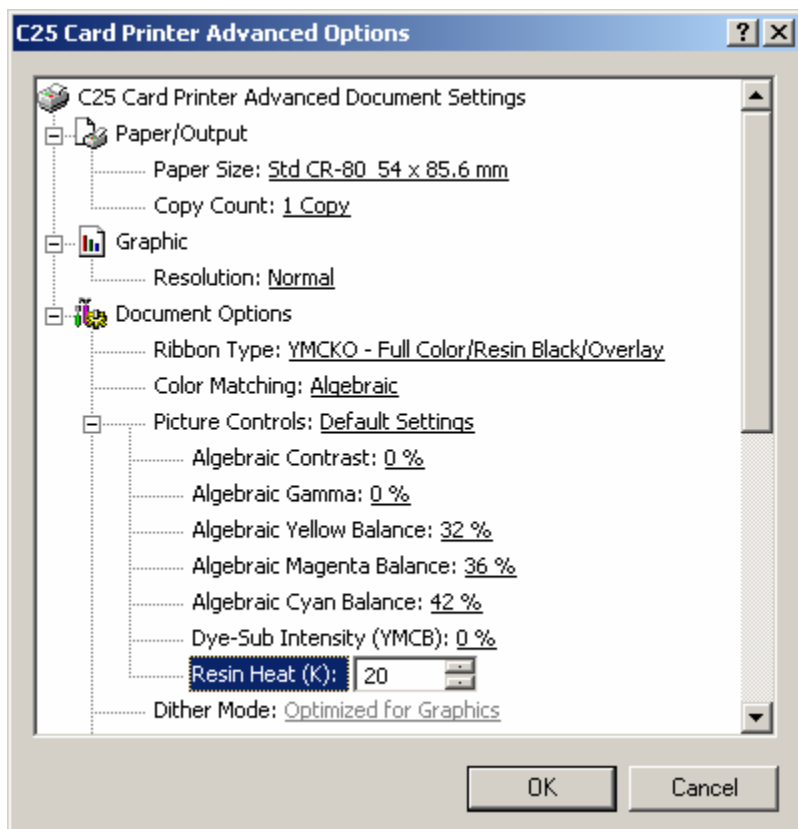 C25 Card Printer Advanced Options
C25 Card Printer Advanced Document Settings
Paper/Output
Paper Size: Std CR-80 54 x 85.6 mm
Copy Count: 1 Copy
Graphic
Resolution: Normal
Document Options
Ribbon Type: YMCKO - Full Color/Resin Black/Overlay
Color Matching: Algebraic
Picture Controls: Default Settings
Algebraic Contrast: 0 %
Algebraic Gamma: 0 %
Algebraic Yellow Balance: 32 %
Algebraic Magenta Balance: 36 %
Algebraic Cyan Balance: 42 %
Dye-Sub Intensity (YMCB): 0 %
Resin Heat (K): 20
Dither Mode: Optimized for Graphics
OK Cancel